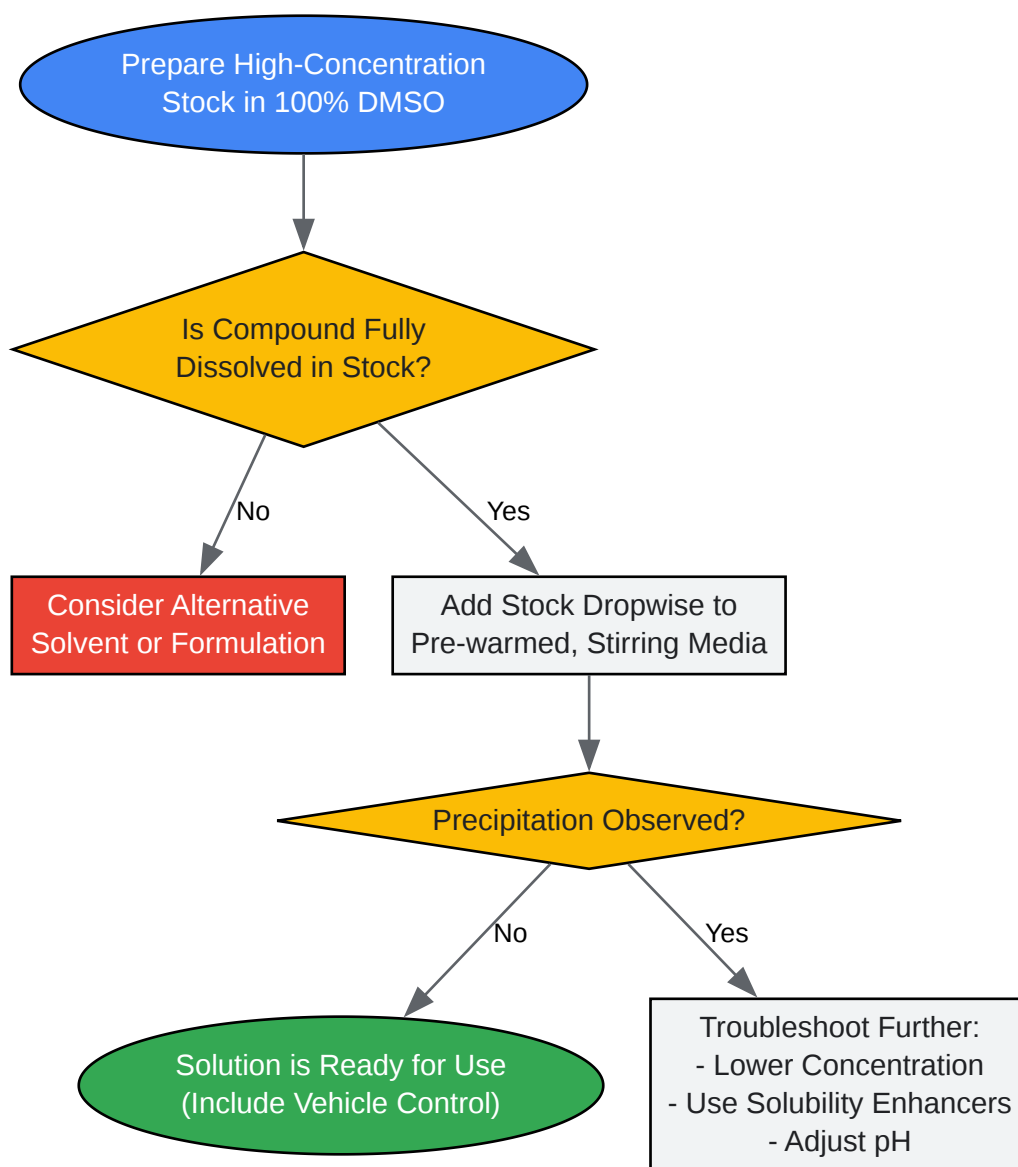 Prepare High-Concentration
Stock in 100% DMSO
Is Compound Fully
Dissolved in Stock?
No
Yes
Consider Alternative
Solvent or Formulation
Add Stock Dropwise to
Pre-warmed, Stirring Media
Precipitation Observed?
No
Yes
Solution is Ready for Use
(Include Vehicle Control)
Troubleshoot Further:
- Lower Concentration
- Use Solubility Enhancers
- Adjust pH